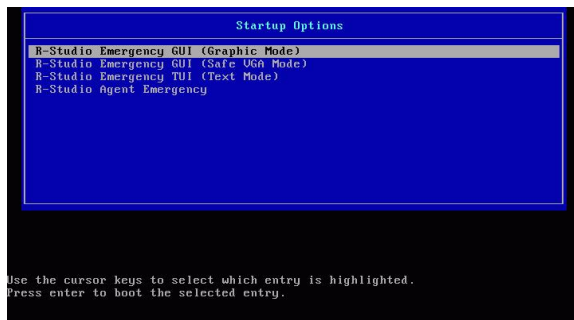 Startup Options
R-Studio Emergency GUI (Graphic Mode)
R-Studio Emergency GUI (Safe VGA Mode)
R-Studio Emergency TUI (Text Mode)
R-Studio Agent Emergency
Use the cursor keys to select which entry is highlighted.
Press enter to boot the selected entry.